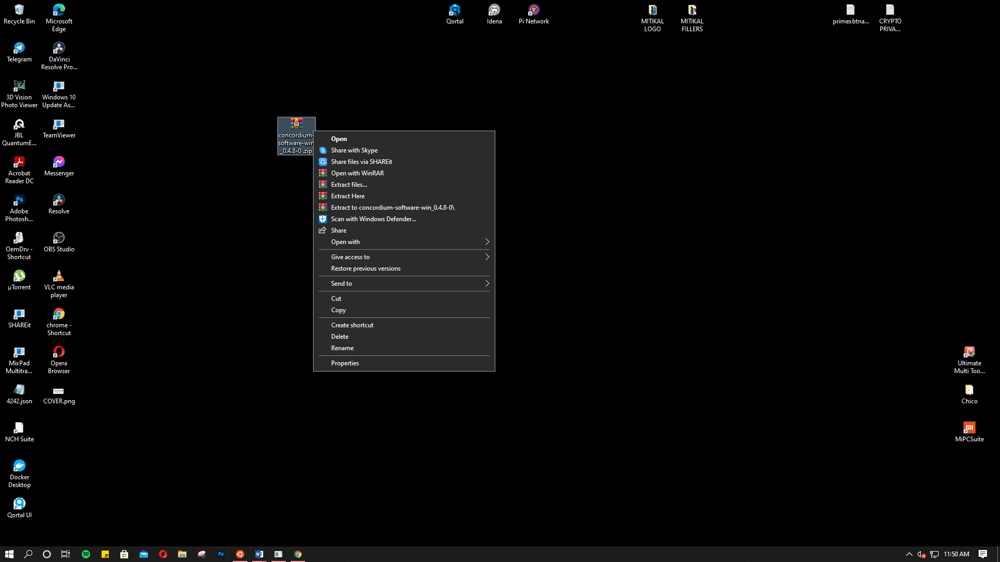 Recycle Bin
Microsoft
Edge
Qortal
Idena
Pi Network
MITIKAL
LOGO
MITIKAL
FILLERS
primexbtna...
CRYPTO
PRIVA...
Telegram
DaVinci
Resolve Pro...
3D Vision
Photo Viewer
Windows 10
Update As...
JBL
QuantumE...
TeamViewer
Acrobat
Reader DC
Messenger
Adobe
Photosh...
Resolve
OemDrv -
Shortcut
OBS Studio
µTorrent
VLC media
player
SHAREit
chrome -
Shortcut
MixPad
Multitra...
Opera
Browser
4242.json
COVER.png
NCH Suite
Docker
Desktop
Qortal UI
concordium-
software-win
_0.4.8-0 .zip
Open
Share with Skype
Share files via SHAREit
Open with WinRAR
Extract files...
Extract Here
Extract to concordium-software-win_0.4.8-0\
Scan with Windows Defender...
Share
Open with
Give access to
Restore previous versions
Send to
Cut
Copy
Create shortcut
Delete
Rename
Properties
Ultimate
Multi Too...
Chico
MiPCSuite
Ps
11:50 AM